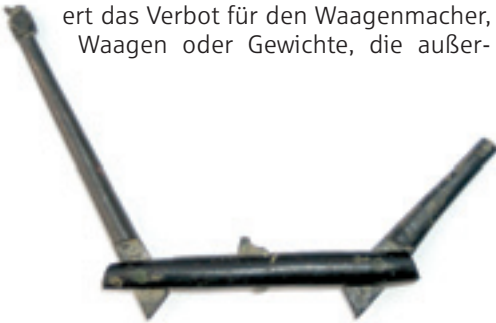 ert das Verbot für den Waagenmacher,
Waagen oder Gewichte, die außer-